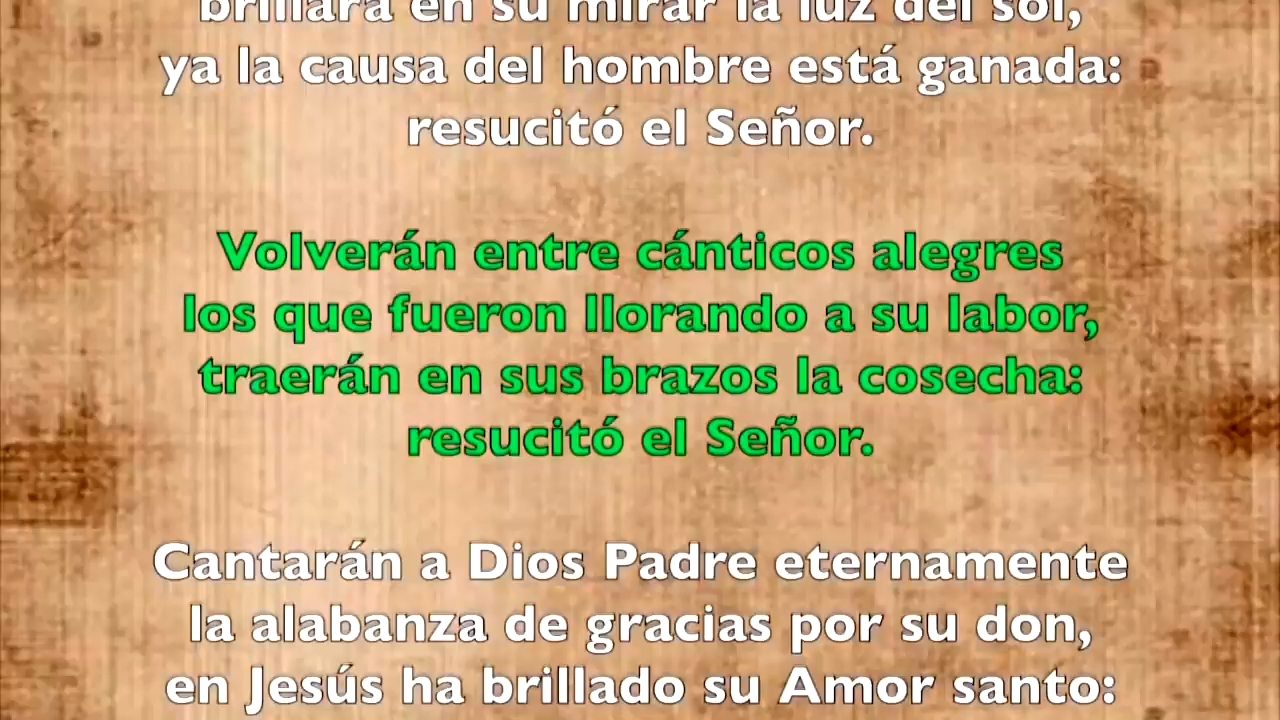 brillará en su mirar la luz del sol,
ya la causa del hombre está ganada:
resucitó el Señor.
Volverán entre cánticos alegres
los que fueron llorando a su labor,
traerán en sus brazos la cosecha:
resucitó el Señor.
Cantarán a Dios Padre eternamente
la alabanza de gracias por su don,
en Jesús ha brillado su Amor santo: